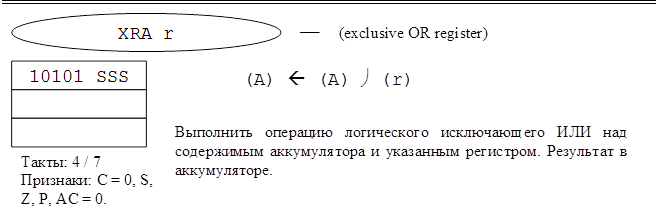 XRA r — (exclusive OR register)
10101 SSS
(A) ← (A) ⌡ (r)
Выполнить операцию логического исключающего ИЛИ над
содержимым аккумулятора и указанным регистром. Результат в
аккумуляторе.
Такты: 4 / 7
Признаки: C = 0, S,
Z, P, AC = 0.